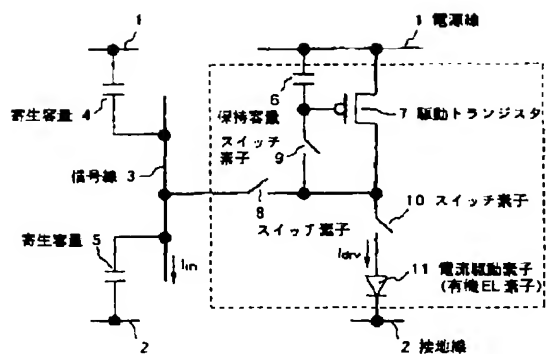 1
1 電源線
6
保持容量
7 駆動トランジスタ
寄生容量 4
スイッチ
素子
9
信号線 3
8
スイッチ素子
10 スイッチ素子
寄生容量 5
Iin
Idrv
11 電流駆動素子
(有機EL素子)
2
2 接地線